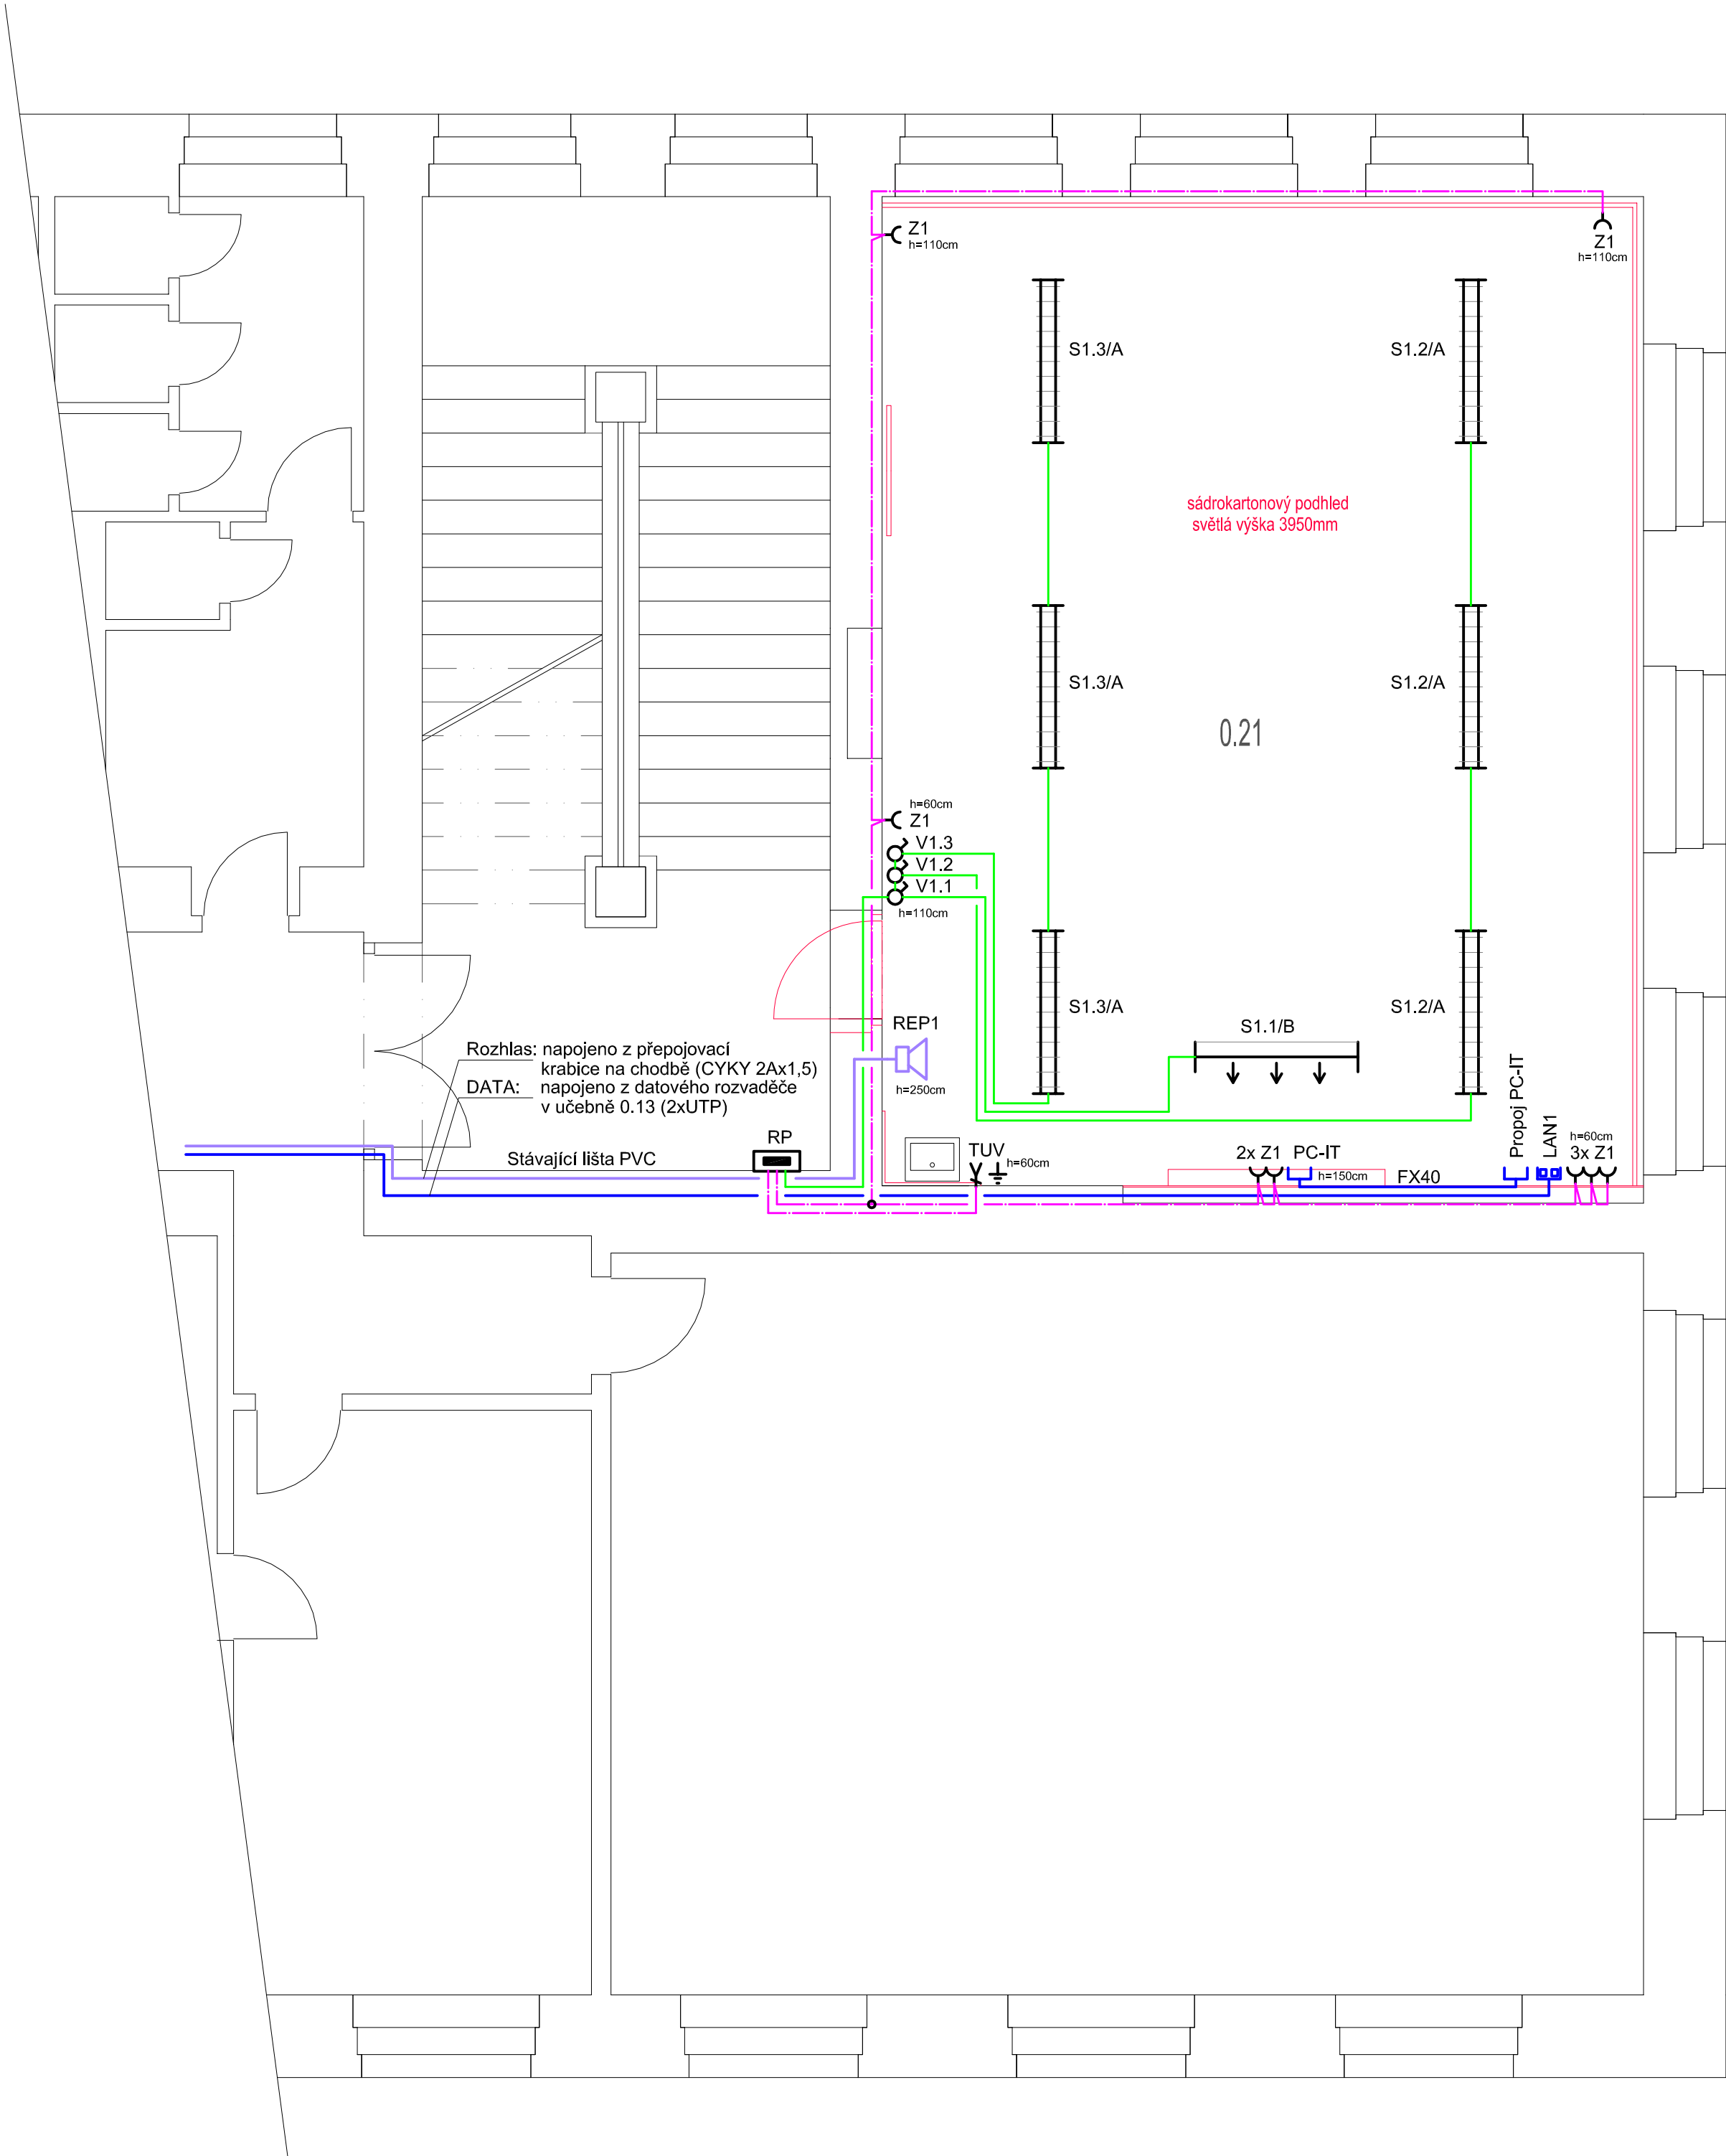 Z1
h=110cm
Z1
h=110cm
S1.3/A
S1.2/A
sádrokartonový podhled
světlá výška 3950mm
S1.3/A
S1.2/A
0.21
h=60cm
Z1
V1.3
V1.2
V1.1
h=110cm
S1.3/A
S1.2/A
REP1
S1.1/B
h=250cm
Rozhlas: napojeno z přepojovací
krabice na chodbě (CYKY 2Ax1,5)
DATA: napojeno z datového rozvaděče
v učebně 0.13 (2xUTP)
Stávající lišta PVC
RP
TUV
h=60cm
2x Z1
PC-IT
h=150cm
FX40
Propoj PC-IT
LAN1
h=60cm
3x Z1